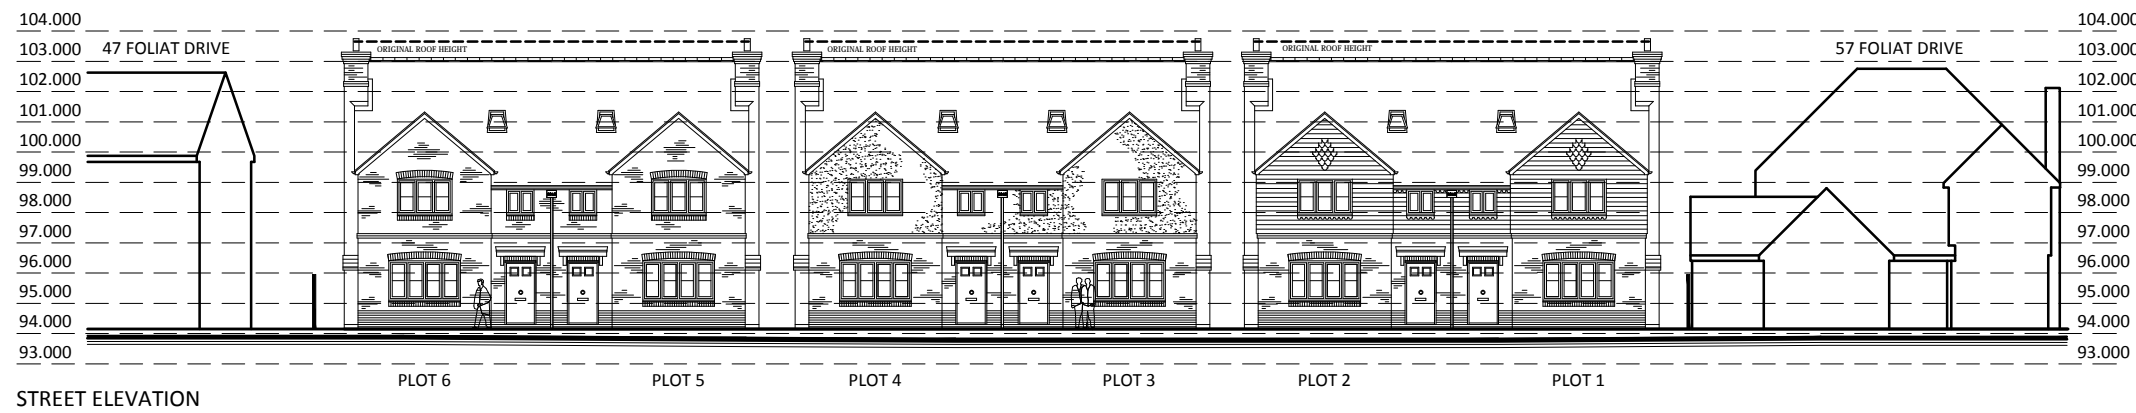 104.000
104.000
103.000
47 FOLIAT DRIVE
ORIGINAL ROOF HEIGHT
ORIGINAL ROOF HEIGHT
ORIGINAL ROOF HEIGHT
57 FOLIAT DRIVE
103.000
102.000
102.000
101.000
101.000
100.000
100.000
99.000
99.000
98.000
98.000
97.000
97.000
96.000
96.000
95.000
95.000
94.000
94.000
93.000
93.000
PLOT 6
PLOT 5
PLOT 4
PLOT 3
PLOT 2
PLOT 1
STREET ELEVATION